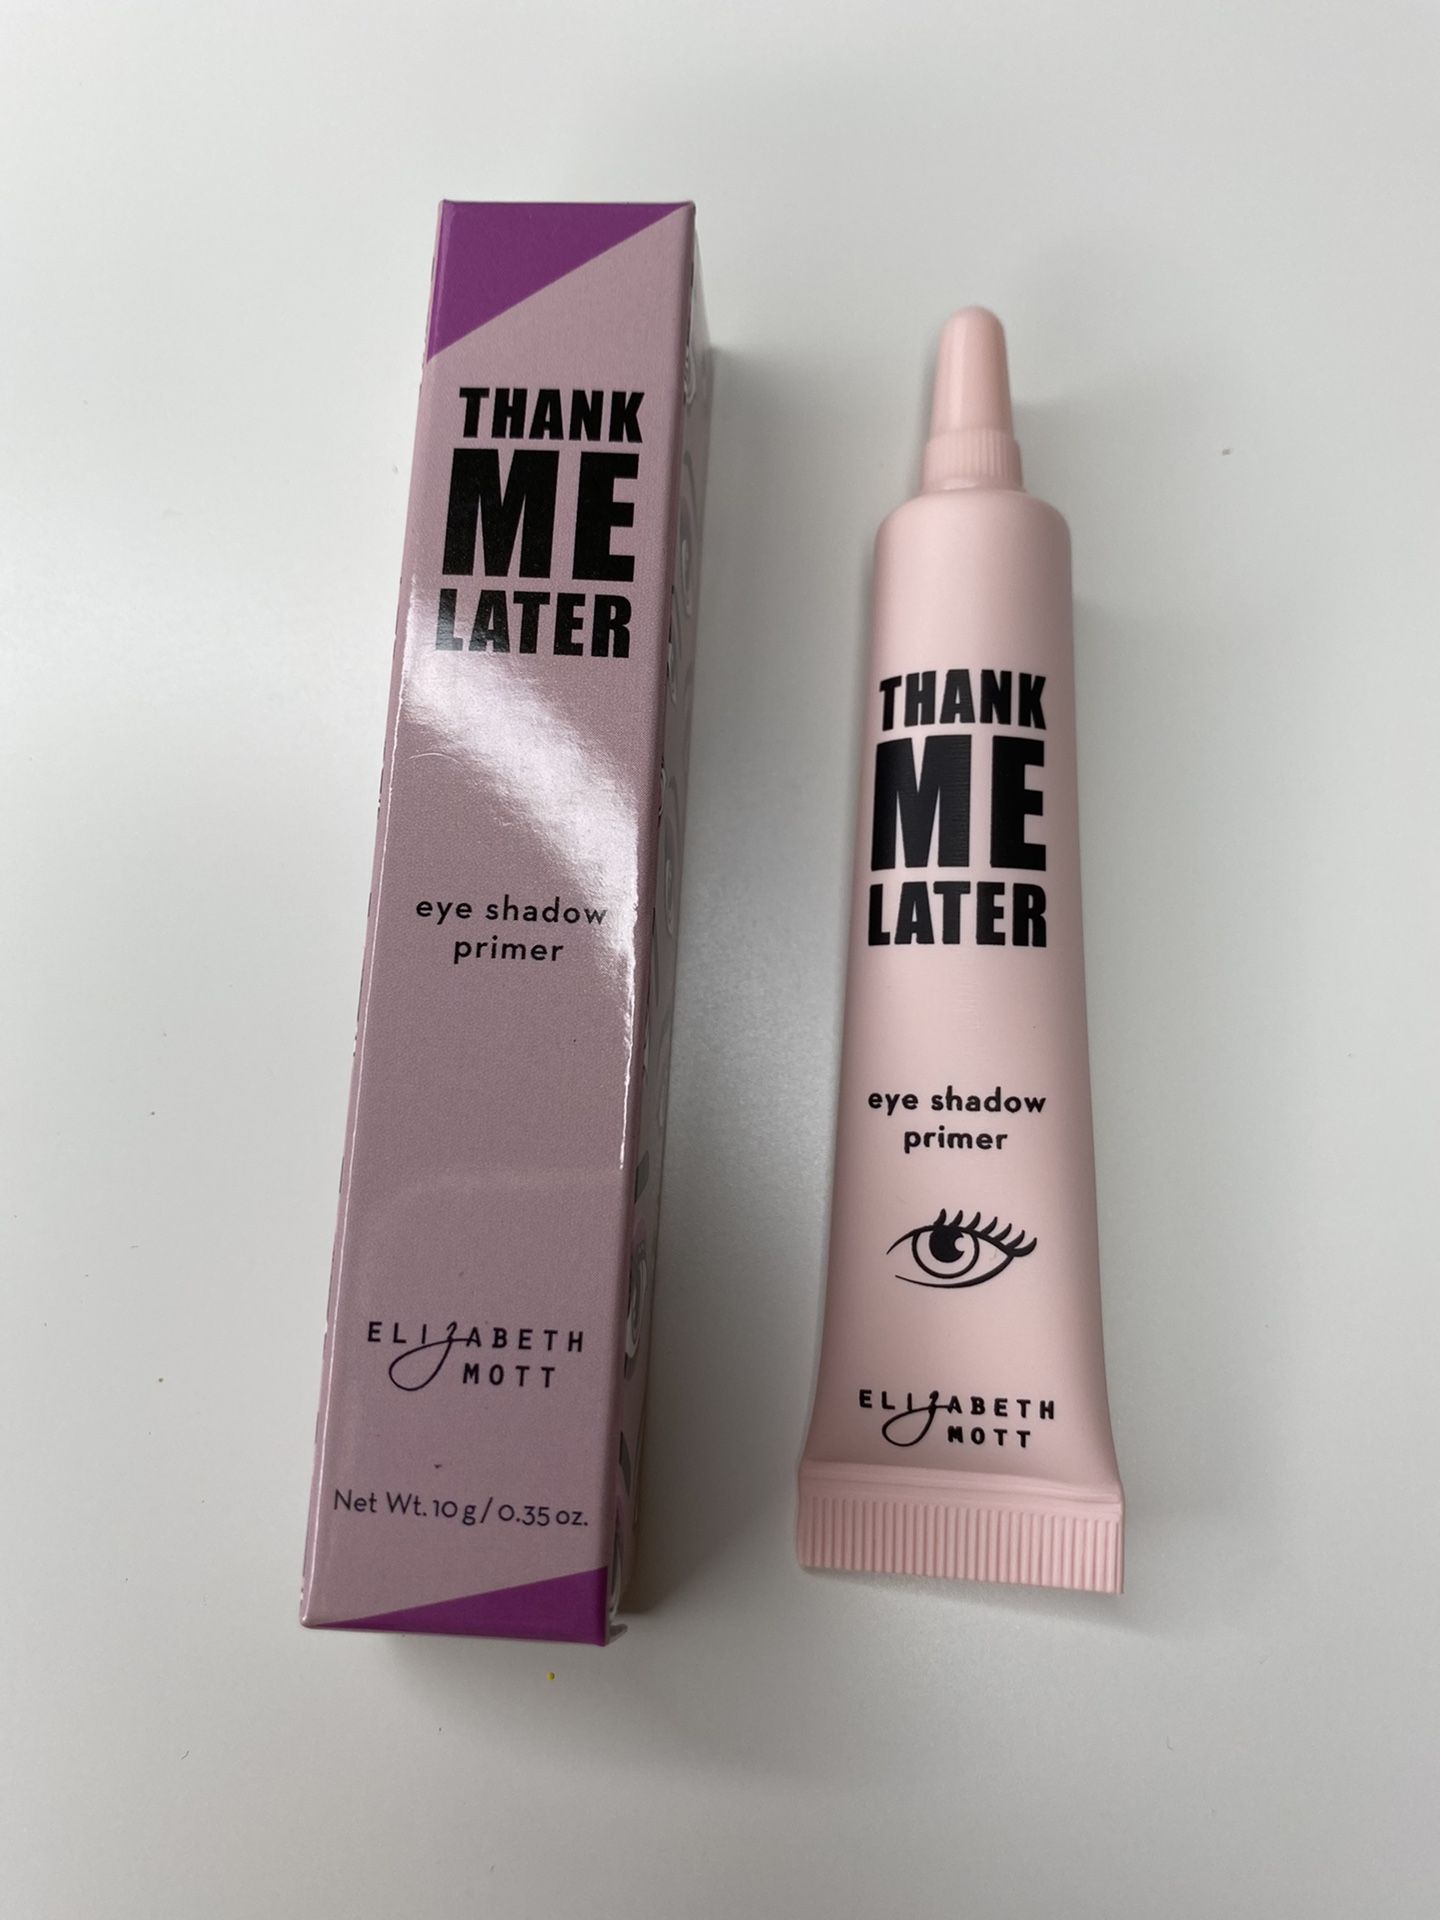 THANK
ME
LATER
eye shadow
primer
ELIZABETH
MOTT
Net Wt. 10 g / 0.35 oz.
THANK
ME
LATER
eye shadow
primer
ELIZABETH
MOTT